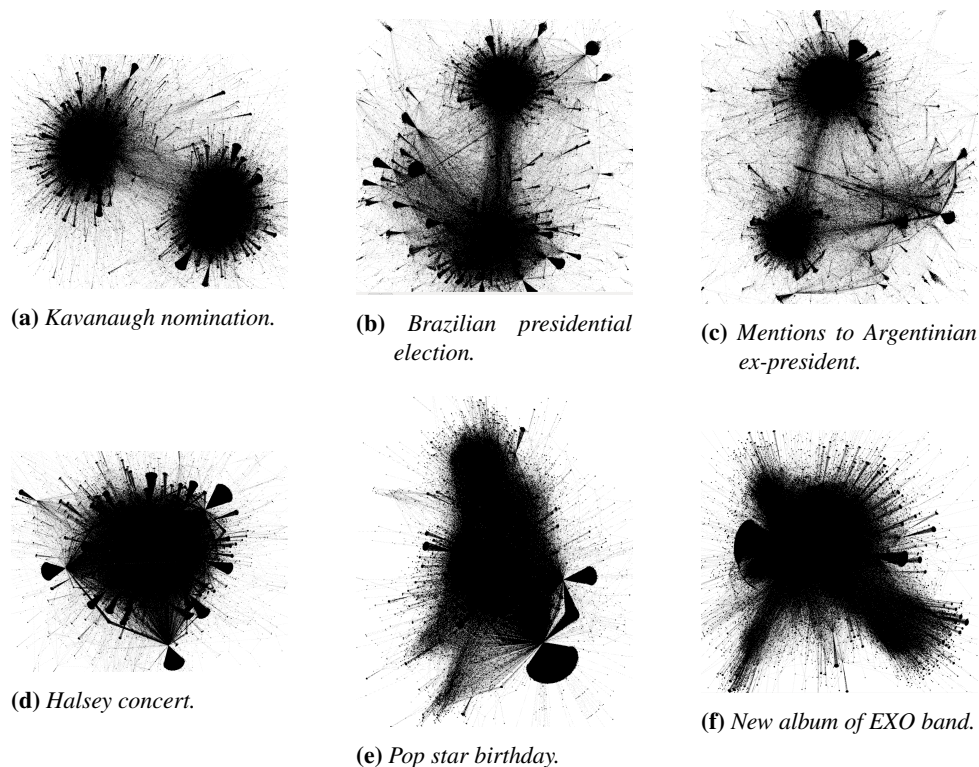 (a) Kavanaugh nomination.
(b) Brazilian presidential
election.
(c) Mentions to Argentinian
ex-president.
(d) Halsey concert.
(e) Pop star birthday.
(f) New album of EXO band.